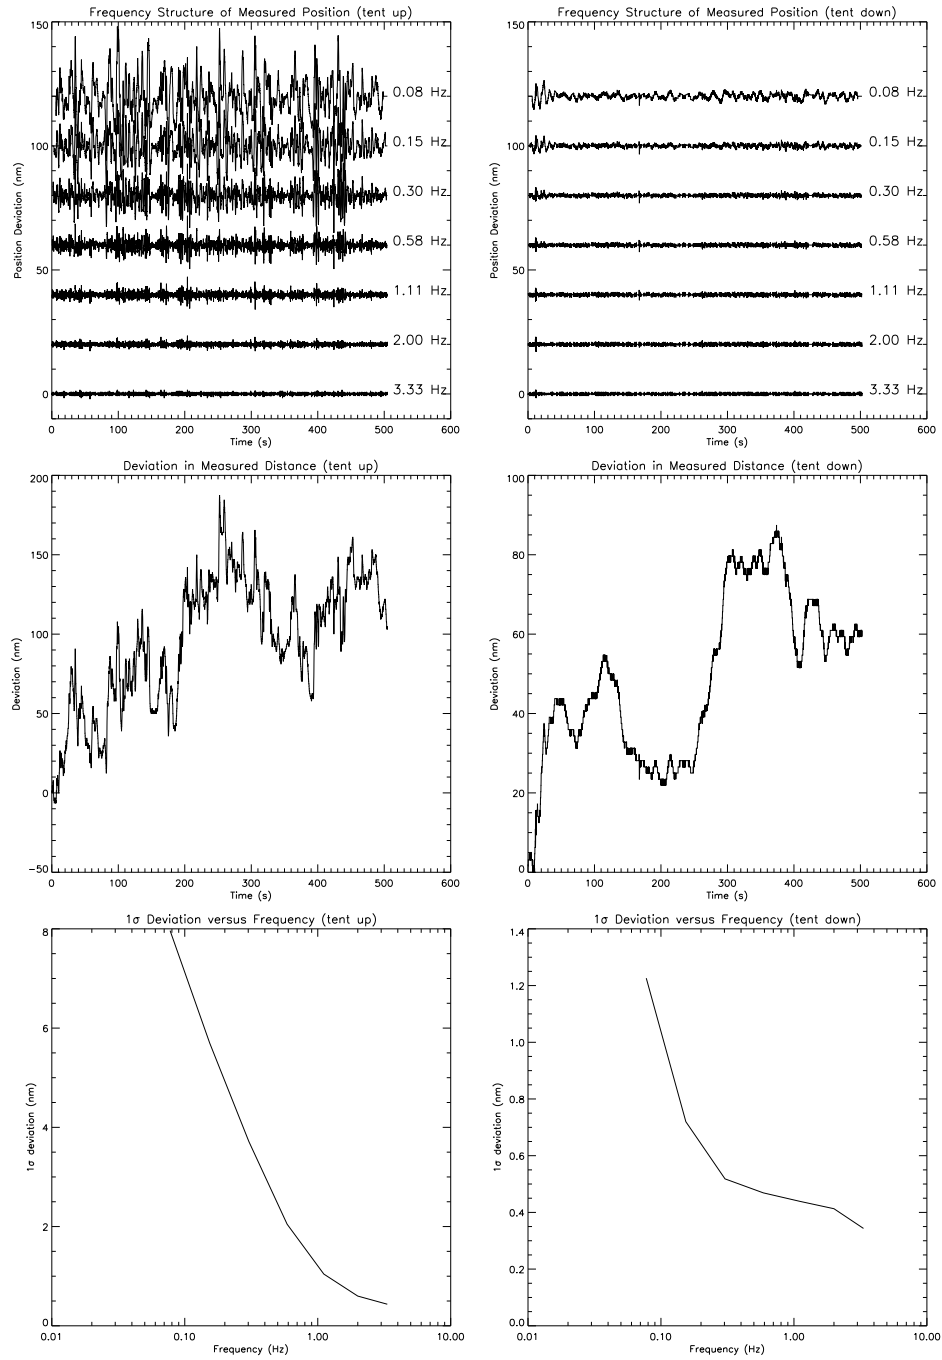 Frequency Structure of Measured Position (tent up)
150
100
50
0
Position Deviation (nm)
0.08 Hz
0.15 Hz
0.30 Hz
0.58 Hz
1.11 Hz
2.00 Hz
3.33 Hz
0 100 200 300 400 500 600
Time (s)
Frequency Structure of Measured Position (tent down)
150
100
50
0
Position Deviation (nm)
0.08 Hz
0.15 Hz
0.30 Hz
0.58 Hz
1.11 Hz
2.00 Hz
3.33 Hz
0 100 200 300 400 500 600
Time (s)
Deviation in Measured Distance (tent up)
200
150
100
50
0
−50
Deviation (nm)
0 100 200 300 400 500 600
Time (s)
Deviation in Measured Distance (tent down)
100
80
60
40
20
0
Deviation (nm)
0 100 200 300 400 500 600
Time (s)
1σ Deviation versus Frequency (tent up)
8
6
4
2
0
1σ deviation (nm)
0.01 0.10 1.00 10.00
Frequency (Hz)
1σ Deviation versus Frequency (tent down)
1.4
1.2
1.0
0.8
0.6
0.4
0.2
0.0
1σ deviation (nm)
0.01 0.10 1.00 10.00
Frequency (Hz)